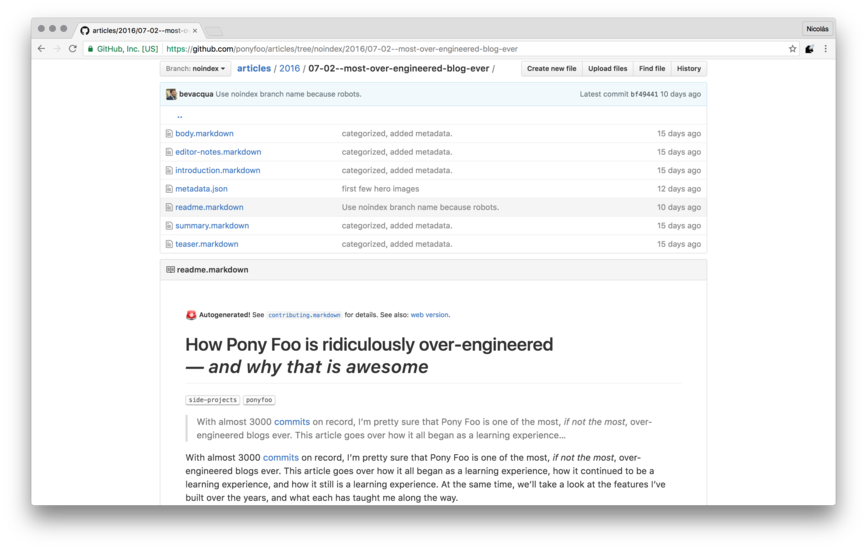 articles/2016/07-02--most-o
Nicolás
GitHub, Inc. [US] https://github.com/ponyfoo/articles/tree/noindex/2016/07-02--most-over-engineered-blog-ever
Branch: noindex articles / 2016 / 07-02--most-over-engineered-blog-ever / Create new file Upload files Find file History
bevacqua Use noindex branch name because robots. Latest commit bf49441 10 days ago
..
body.markdown categorized, added metadata. 15 days ago
editor-notes.markdown categorized, added metadata. 15 days ago
introduction.markdown categorized, added metadata. 15 days ago
metadata.json first few hero images 12 days ago
readme.markdown Use noindex branch name because robots. 10 days ago
summary.markdown categorized, added metadata. 15 days ago
teaser.markdown categorized, added metadata. 15 days ago
readme.markdown
Autogenerated! See contributing.markdown for details. See also: web version.
How Pony Foo is ridiculously over-engineered
— and why that is awesome
side-projects ponyfoo
With almost 3000 commits on record, I'm pretty sure that Pony Foo is one of the most, if not the most, over-
engineered blogs ever. This article goes over how it all began as a learning experience…
With almost 3000 commits on record, I'm pretty sure that Pony Foo is one of the most, if not the most, over-
engineered blogs ever. This article goes over how it all began as a learning experience, how it continued to be a
learning experience, and how it still is a learning experience. At the same time, we'll take a look at the features I've
built over the years, and what each has taught me along the way.